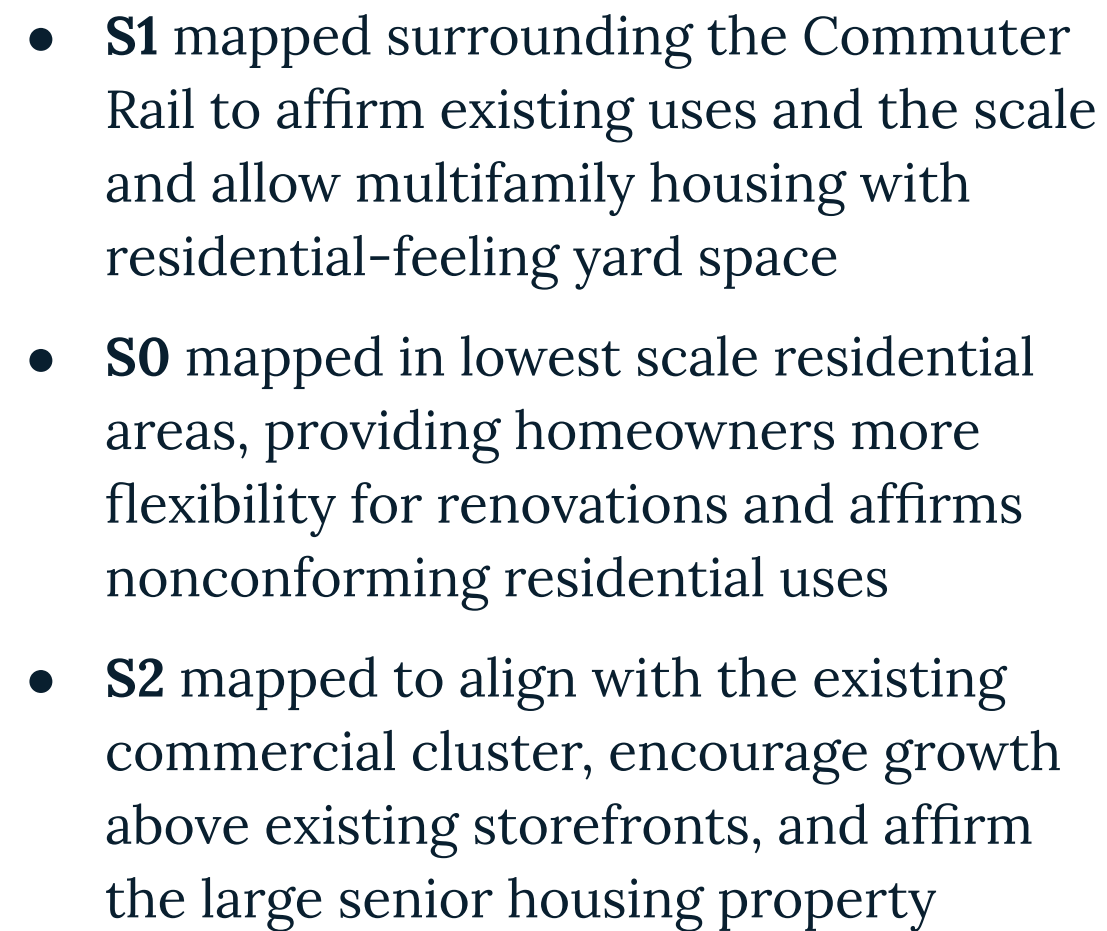 ● S1 mapped surrounding the Commuter
Rail to affirm existing uses and the scale
and allow multifamily housing with
residential-feeling yard space
● S0 mapped in lowest scale residential
areas, providing homeowners more
flexibility for renovations and affirms
nonconforming residential uses
● S2 mapped to align with the existing
commercial cluster, encourage growth
above existing storefronts, and affirm
the large senior housing property